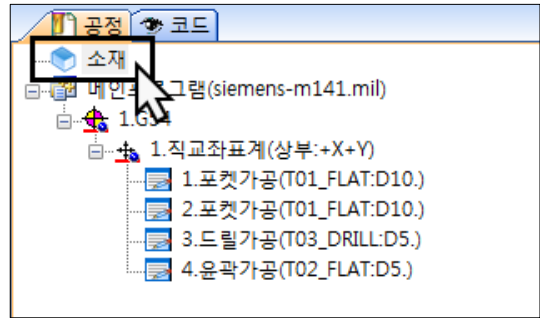 공정 코드
소재
메인프로그램(siemens-m141.mil)
1.G54
1.직교좌표계(상부:+X+Y)
1.포켓가공(T01_FLAT:D10.)
2.포켓가공(T01_FLAT:D10.)
3.드릴가공(T03_DRILL:D5.)
4.윤곽가공(T02_FLAT:D5.)